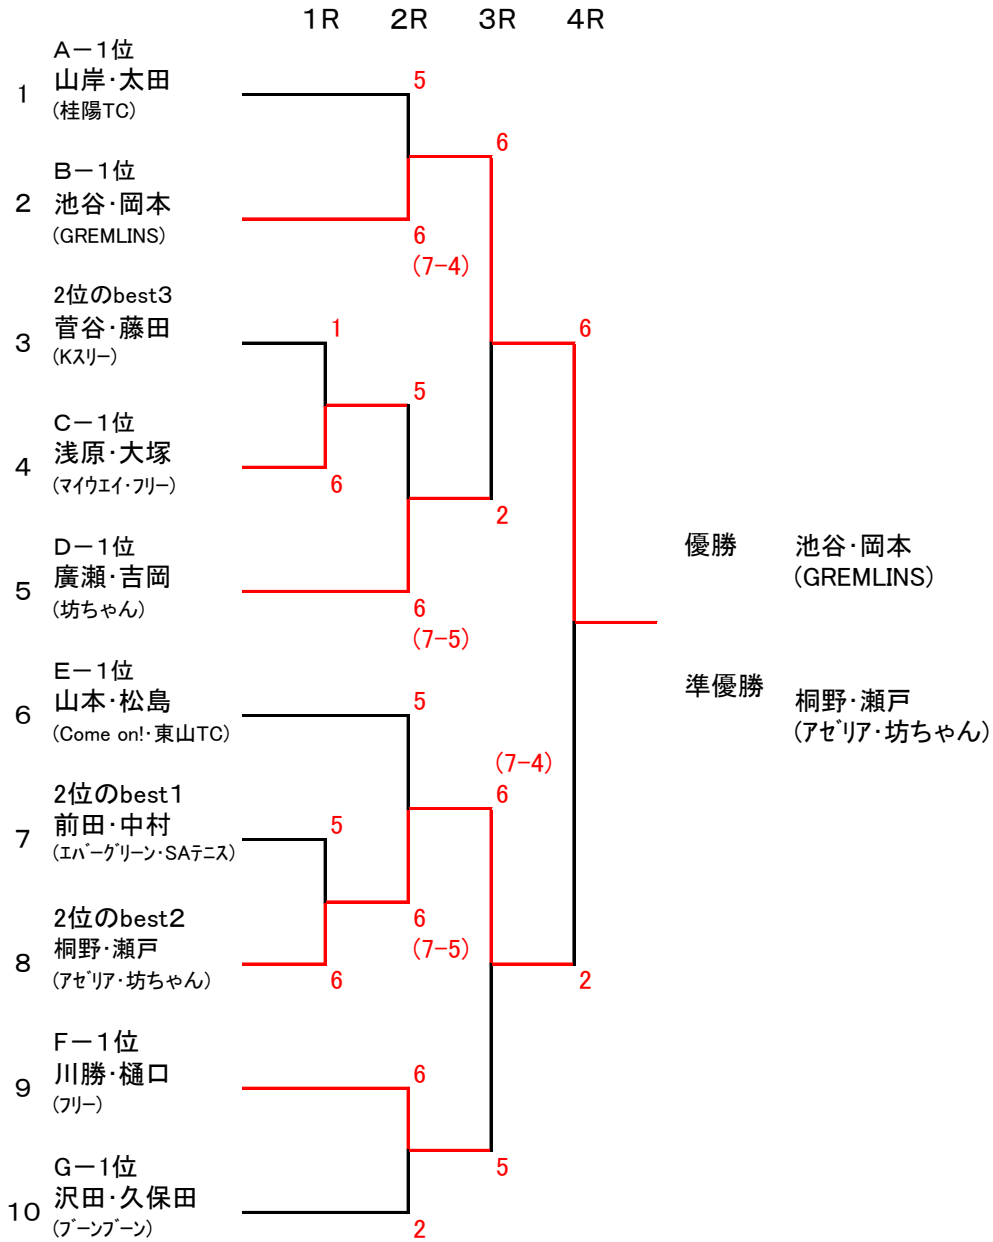 1R 2R 3R 4R
A－1位
1 山岸・太田 5
(桂陽TC)
6
B－1位
2 池谷・岡本
(GREMLINS) 6
(7-4)
2位のbest3
3 菅谷・藤田 1 6
(Kスリー)
5
C－1位
4 浅原・大塚
(マイウエイ・フリー) 6
2
D－1位
5 廣瀬・吉岡
(坊ちゃん) 6
(7-5)
優勝 池谷・岡本
(GREMLINS)
E－1位
6 山本・松島 5
(Come on!・東山TC)
準優勝 桐野・瀬戸
(アゼリア・坊ちゃん)
(7-4)
2位のbest1 6
7 前田・中村 5
(エバーグリーン・SAテニス)
2位のbest2 6
8 桐野・瀬戸 (7-5)
(アゼリア・坊ちゃん) 6 2
F－1位
9 川勝・樋口 6
(フリー)
G－1位 5
10 沢田・久保田
(ブーンブーン) 2